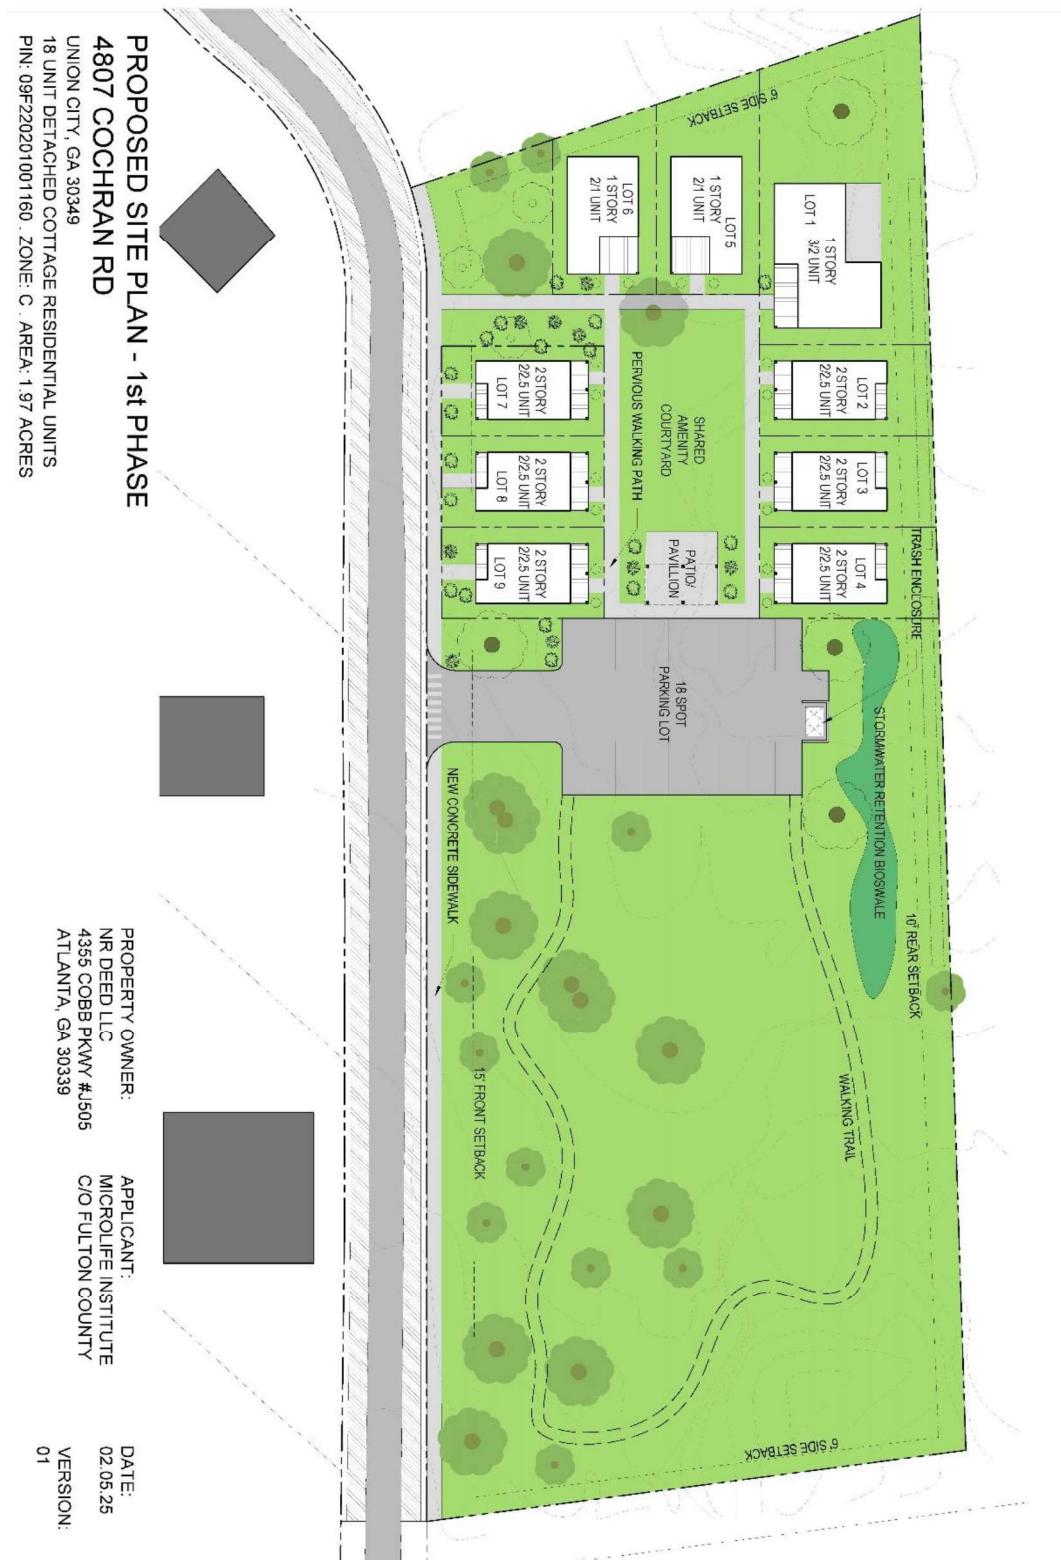 6' SIDE SETBACK
LOT 1
1 STORY
3/2 UNIT
LOT 5
1 STORY
2/1 UNIT
LOT 6
1 STORY
2/1 UNIT
LOT 2
2 STORY
2/2.5 UNIT
LOT 3
2 STORY
2/2.5 UNIT
LOT 4
2 STORY
2/2.5 UNIT
TRASH ENCLOSURE
SHARED
AMENITY
COURTYARD
PERVIOUS WALKING PATH
PATIO/
PAVILLION
2 STORY
2/2.5 UNIT
LOT 7
2 STORY
2/2.5 UNIT
LOT 8
2 STORY
2/2.5 UNIT
LOT 9
18 SPOT
PARKING LOT
STORMWATER RETENTION BIOSWALE
10' REAR SETBACK
WALKING TRAIL
NEW CONCRETE SIDEWALK
15' FRONT SETBACK
6' SIDE SETBACK
PROPOSED SITE PLAN - 1st PHASE
4807 COCHRAN RD
UNION CITY, GA 30349
18 UNIT DETACHED COTTAGE RESIDENTIAL UNITS
PIN: 09F220201001160 . ZONE: C . AREA: 1.97 ACRES
PROPERTY OWNER:
NR DEED LLC
4355 COBB PKWY #J505
ATLANTA, GA 30339
APPLICANT:
MICROLIFE INSTITUTE
C/O FULTON COUNTY
DATE:
02.05.25
VERSION:
01